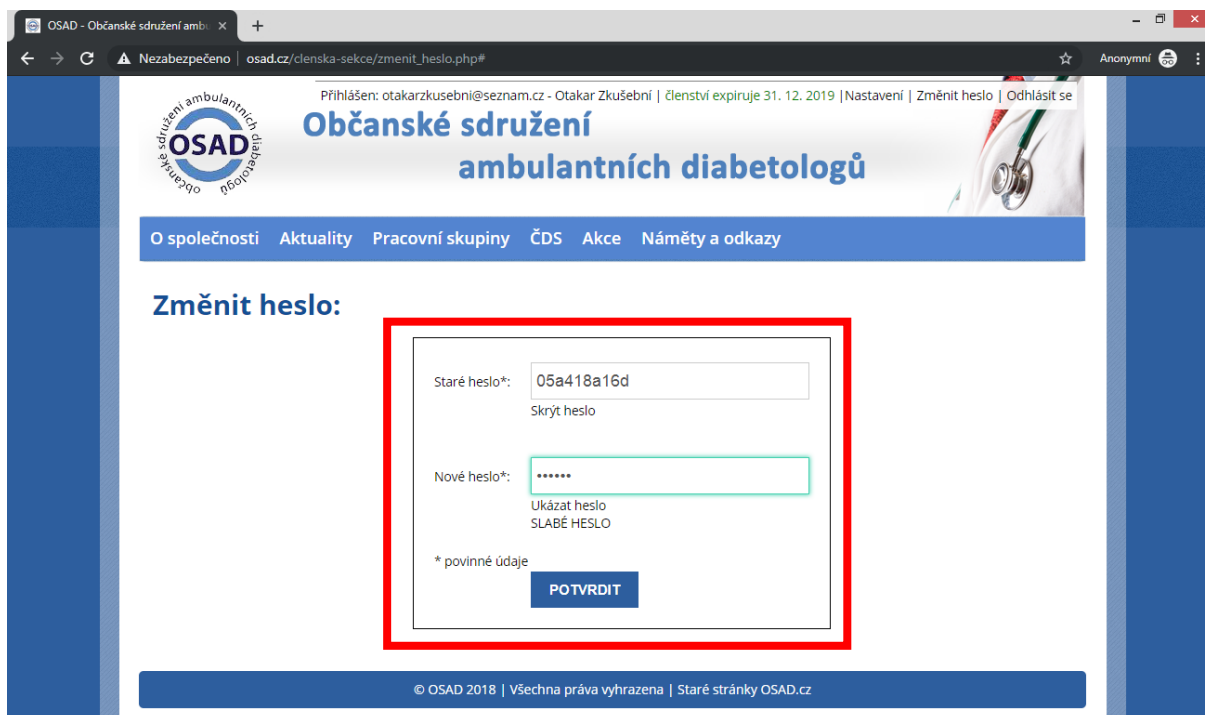 OSAD - Občanské sdružení amb
Nezabezpečeno | osad.cz/clenska-sekce/zmenit_heslo.php#
Anonymní
Přihlášen: otakarzkusebni@seznam.cz - Otakar Zkušební | členství expiruje 31. 12. 2019 |Nastavení | Změnit heslo | Odhlásit se
občanské sdružení ambulantních diabetologů
OSAD
Občanské sdružení
ambulantních diabetologů
O společnosti Aktuality Pracovní skupiny ČDS Akce Náměty a odkazy
Změnit heslo:
Staré heslo*: 05a418a16d
Skrýt heslo
Nové heslo*: ••••••
Ukázat heslo
SLABÉ HESLO
* povinné údaje
POTVRDIT
© OSAD 2018 | Všechna práva vyhrazena | Staré stránky OSAD.cz